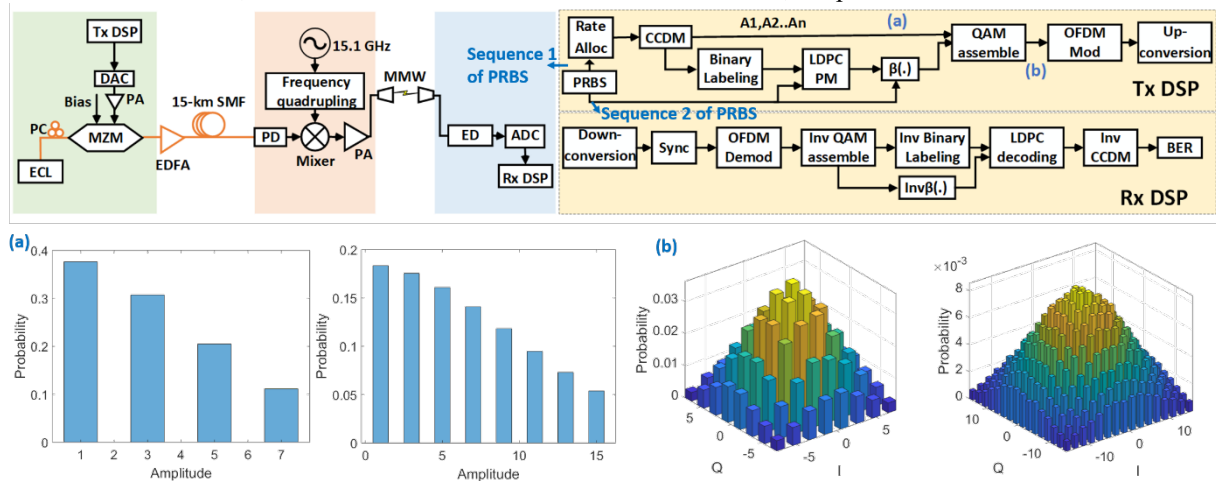 Tx DSP
DAC
Bias
PA
PC
MZM
ECL
EDFA
15-km SMF
15.1 GHz
Frequency
quadrupling
PD
Mixer
PA
MMW
ED
ADC
Rx DSP
Sequence 1
of PRBS
Rate
Alloc
PRBS
CCDM
A1,A2..An
(a)
Binary
Labeling
LDPC
PM
β(.)
QAM
assemble
(b)
OFDM
Mod
Up-
conversion
Tx DSP
Sequence 2 of PRBS
Down-
conversion
Sync
OFDM
Demod
Inv QAM
assemble
Inv Binary
Labeling
Invβ(.)
LDPC
decoding
Inv
CCDM
BER
Rx DSP
(a)
Probability
0.4
0.3
0.2
0.1
0
1 2 3 4 5 6 7
Amplitude
Probability
0.2
0.15
0.1
0.05
0
0 5 10 15
Amplitude
(b)
Probability
0.03
0.02
0.01
0
5
0
-5
Q
-5
0
5
I
×10⁻³
Probability
8
6
4
2
0
10
0
-10
Q
-10
0
10
I